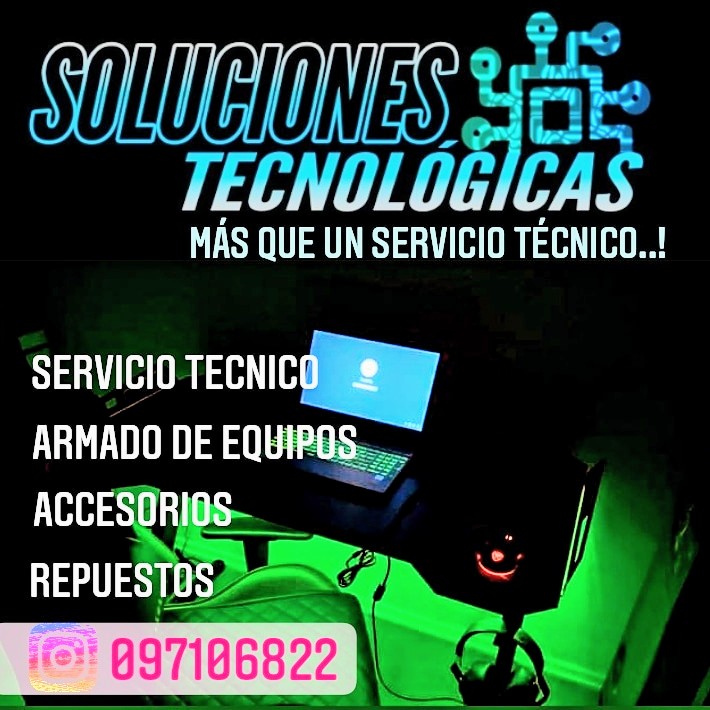 SOLUCIONES
TECNOLÓGICAS
MÁS QUE UN SERVICIO TÉCNICO..!
SERVICIO TECNICO
ARMADO DE EQUIPOS
ACCESORIOS
REPUESTOS
097106822